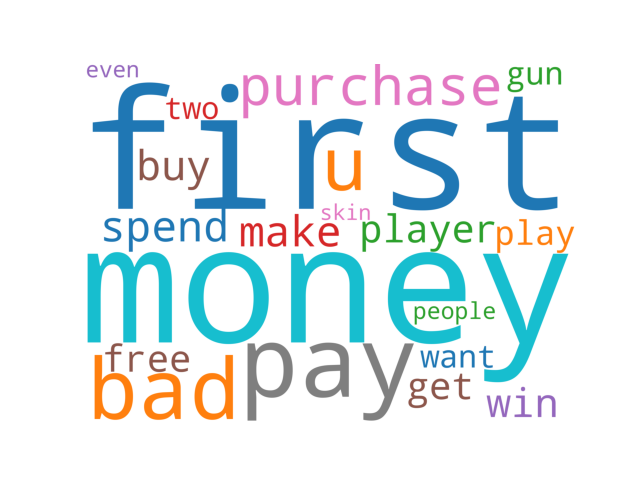 even
purchase
gun
first
two
buy
u
skin
spend
make
player
play
money
people
free
bad
pay
want
get
win